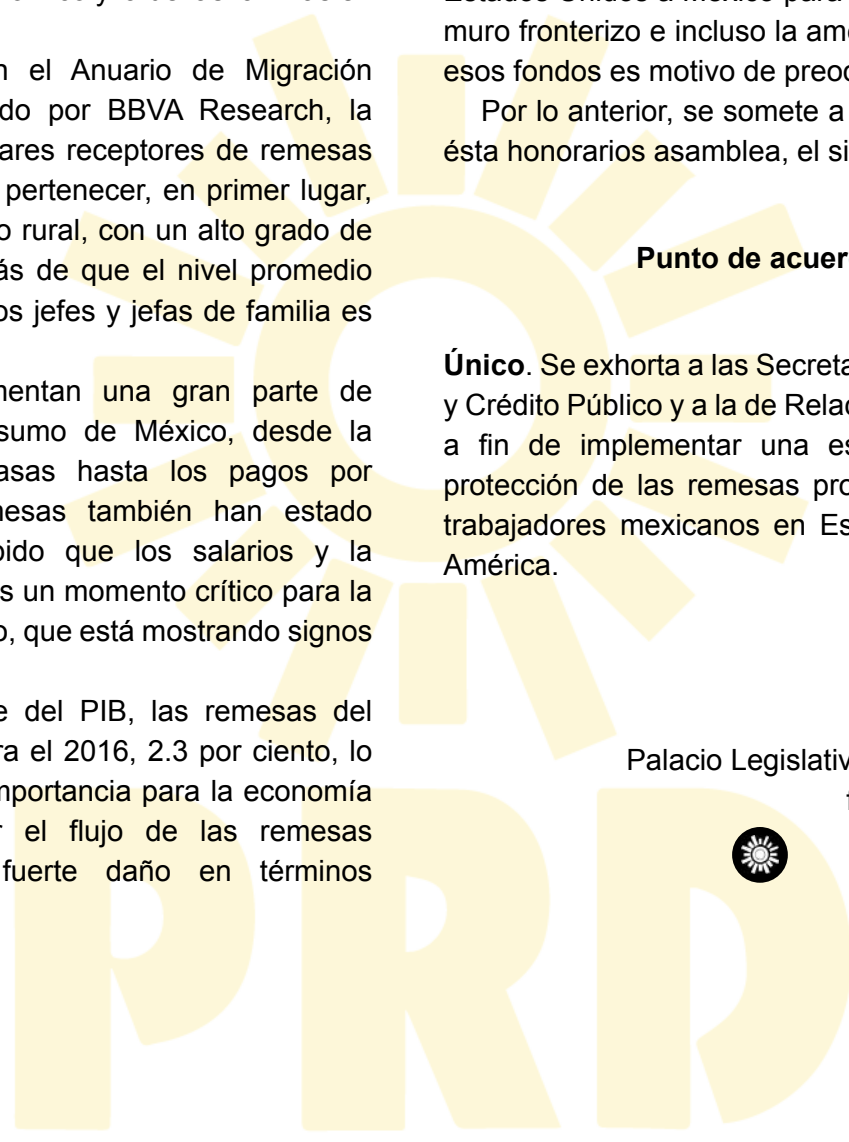 n el Anuario de Migración
do por BBVA Research, la
ares receptores de remesas
pertenecer, en primer lugar,
o rural, con un alto grado de
ás de que el nivel promedio
os jefes y jefas de familia es
mentan una gran parte de
sumo de México, desde la
asas hasta los pagos por
nesas también han estado
bido que los salarios y la
s un momento crítico para la
o, que está mostrando signos
e del PIB, las remesas del
ra el 2016, 2.3 por ciento, lo
mportancia para la economía
r el flujo de las remesas
fuerte daño en términos
muro fronterizo e incluso la ame
esos fondos es motivo de preoc
Por lo anterior, se somete a
ésta honorarios asamblea, el si
Punto de acuer
Único. Se exhorta a las Secreta
y Crédito Público y a la de Relac
a fin de implementar una es
protección de las remesas pro
trabajadores mexicanos en Es
América.
Palacio Legislativ
f
PRD